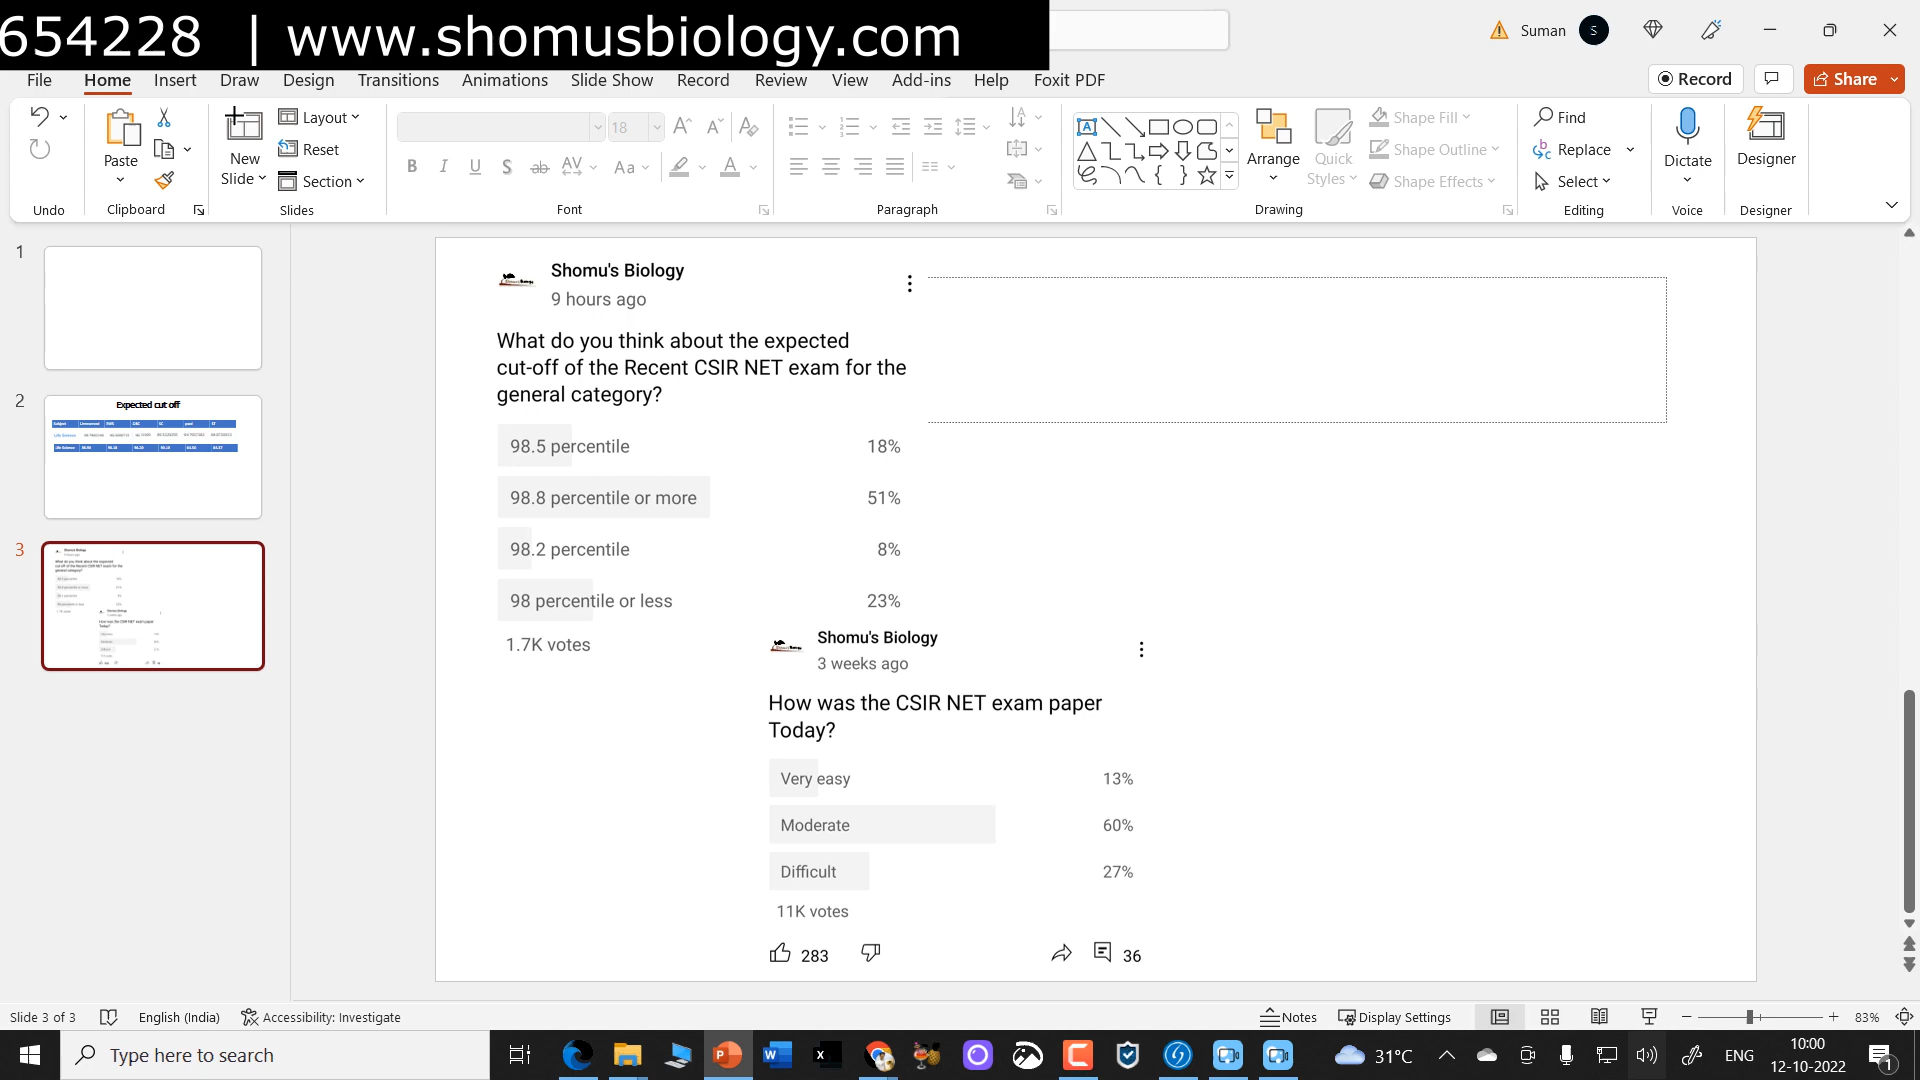 654228 | www.shomusbiology.com
Suman S
File Home Insert Draw Design Transitions Animations Slide Show Record Review View Add-ins Help Foxit PDF
Record
Share
Paste
New
Slide
Layout
Reset
Section
18
B I U S ab AV Aa A
Arrange
Quick
Styles
Shape Fill
Shape Outline
Shape Effects
Find
Replace
Select
Dictate
Designer
Undo Clipboard Slides Font Paragraph Drawing Editing Voice Designer
1
2
Expected cut off
3
Shomu's Biology
9 hours ago
What do you think about the expected
cut-off of the Recent CSIR NET exam for the
general category?
98.5 percentile 18%
98.8 percentile or more 51%
98.2 percentile 8%
98 percentile or less 23%
1.7K votes
Shomu's Biology
3 weeks ago
How was the CSIR NET exam paper
Today?
Very easy 13%
Moderate 60%
Difficult 27%
11K votes
283 36
Slide 3 of 3 English (India) Accessibility: Investigate Notes Display Settings 83%
Type here to search
31°C ENG
10:00
12-10-2022
1